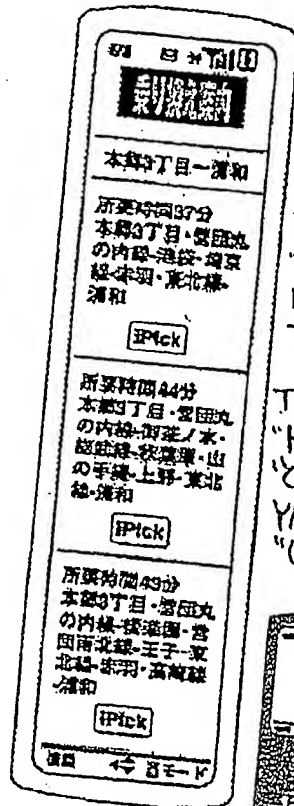 乗り換え案内
本郷3丁目ー浦和
所要時間37分
本郷3丁目・営団丸
の内線-池袋・埼京
線-赤羽・東北線-
浦和
iPick
所要時間44分
本郷3丁目・営団丸
の内線-御茶ノ水・
総武線-秋葉原・山
の手線-上野・東北
線-浦和
iPick
所要時間49分
本郷3丁目・営団丸
の内線-後楽園・営
団南北線-王子-東
北線-赤羽・高崎線
-浦和
iPick